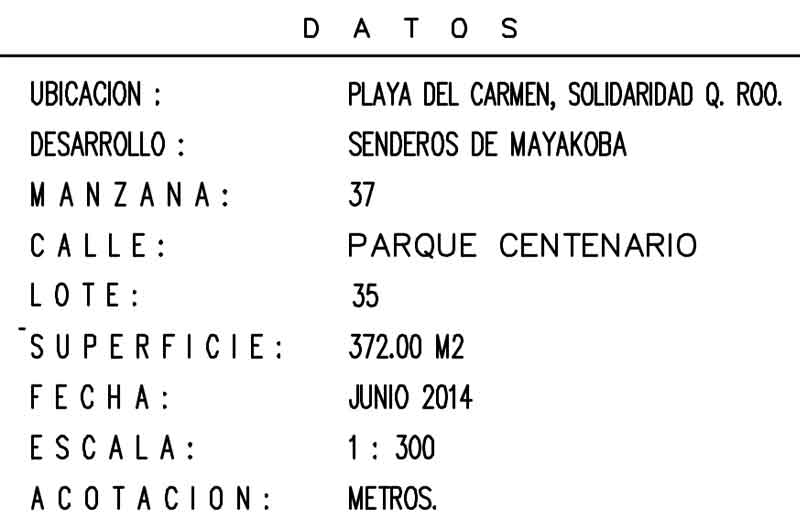 D A T O S
UBICACION : PLAYA DEL CARMEN, SOLIDARIDAD Q. ROO.
DESARROLLO : SENDEROS DE MAYAKOBA
MANZANA: 37
CALLE: PARQUE CENTENARIO
LOTE: 35
SUPERFICIE: 372.00 M2
FECHA: JUNIO 2014
ESCALA: 1 : 300
ACOTACION: METROS.